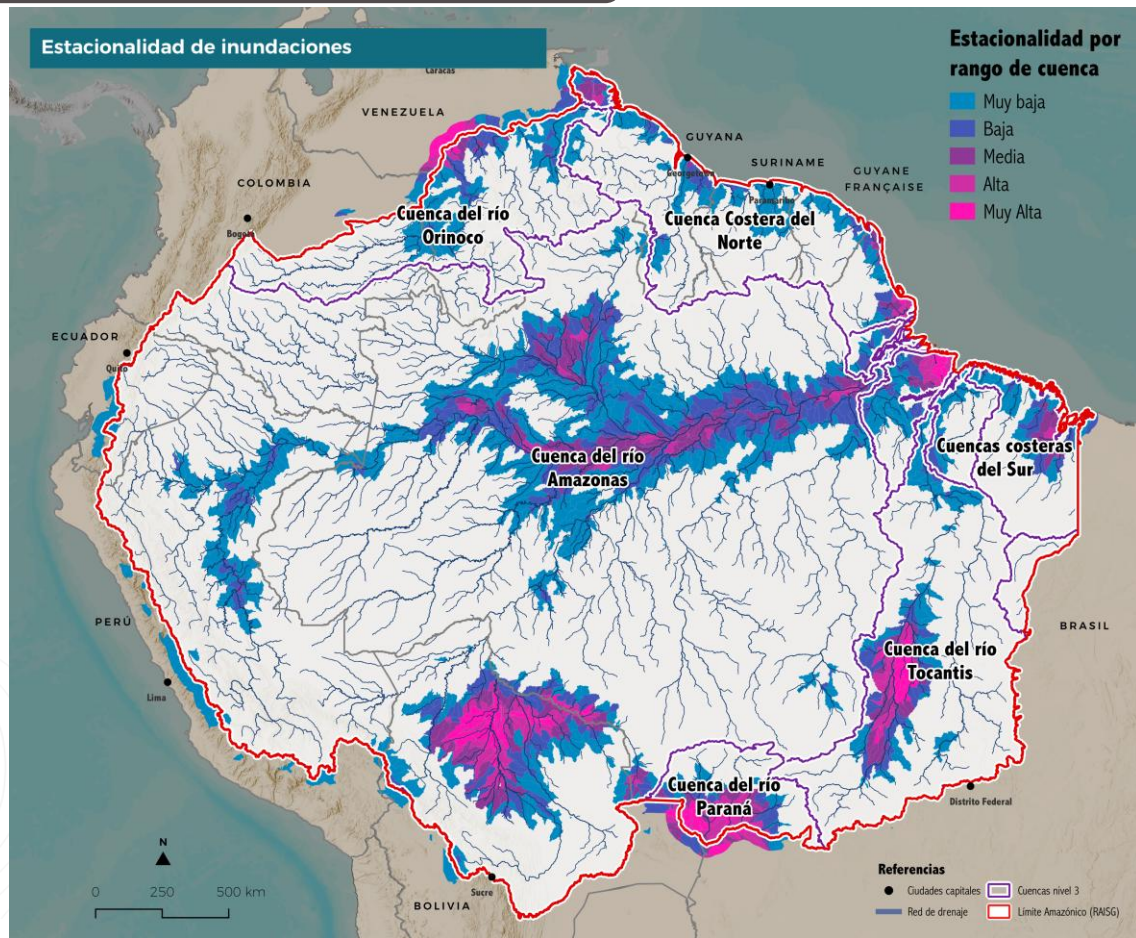 Estacionalidad de inundaciones
Estacionalidad por
rango de cuenca
Muy baja
Baja
Media
Alta
Muy Alta
Caracas
VENEZUELA
GUYANA
Georgetown
SURINAME
Paramaribo
GUYANE
FRANÇAISE
COLOMBIA
Bogotá
Cuenca del río
Orinoco
Cuenca Costera del
Norte
ECUADOR
Quito
Cuenca del río
Amazonas
Cuencas costeras
del Sur
PERÚ
Lima
BRASIL
Cuenca del río
Tocantis
Cuenca del río
Paraná
Distrito Federal
N
0 250 500 km
Sucre
BOLIVIA
Referencias
Ciudades capitales
Cuencas nivel 3
Red de drenaje
Límite Amazónico (RAISG)